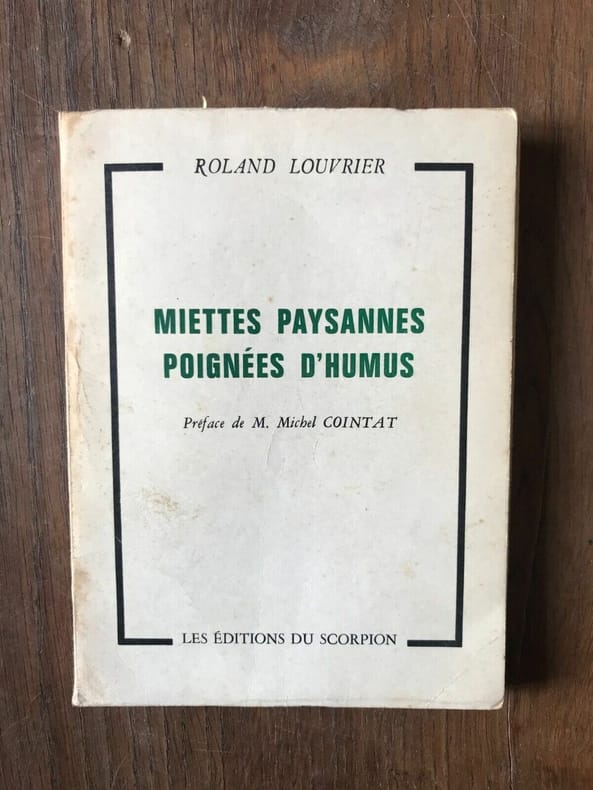 ROLAND LOUVRIER
MIETTES PAYSANNES
POIGNÉES D'HUMUS
Préface de M. Michel COINTAT
LES ÉDITIONS DU SCORPION